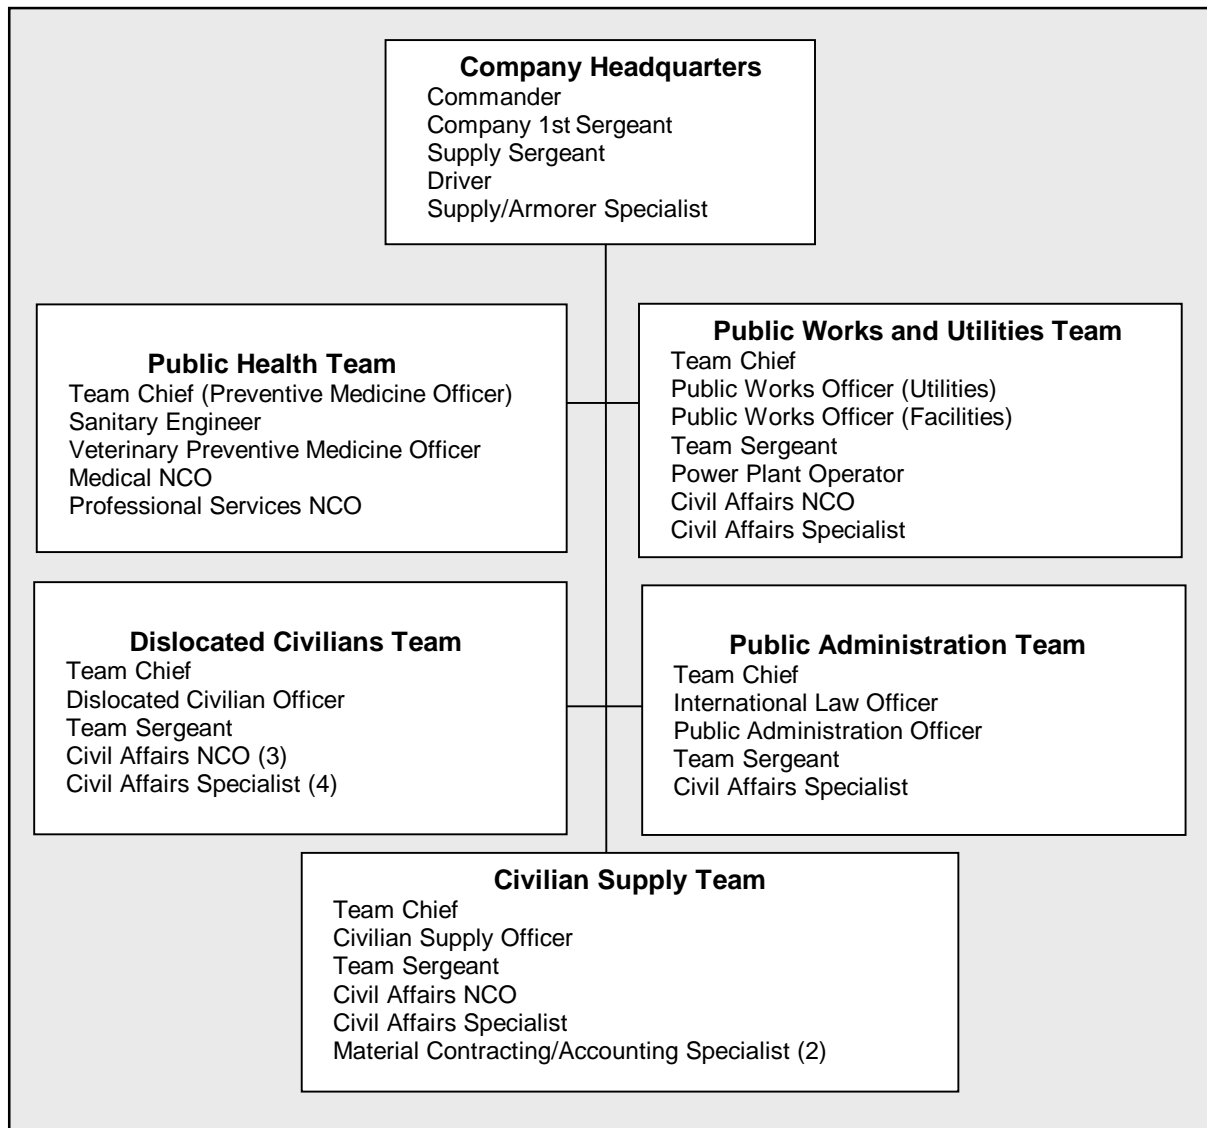 Company Headquarters
Commander
Company 1st Sergeant
Supply Sergeant
Driver
Supply/Armorer Specialist
Public Health Team
Team Chief (Preventive Medicine Officer)
Sanitary Engineer
Veterinary Preventive Medicine Officer
Medical NCO
Professional Services NCO
Public Works and Utilities Team
Team Chief
Public Works Officer (Utilities)
Public Works Officer (Facilities)
Team Sergeant
Power Plant Operator
Civil Affairs NCO
Civil Affairs Specialist
Dislocated Civilians Team
Team Chief
Dislocated Civilian Officer
Team Sergeant
Civil Affairs NCO (3)
Civil Affairs Specialist (4)
Public Administration Team
Team Chief
International Law Officer
Public Administration Officer
Team Sergeant
Civil Affairs Specialist
Civilian Supply Team
Team Chief
Civilian Supply Officer
Team Sergeant
Civil Affairs NCO
Civil Affairs Specialist
Material Contracting/Accounting Specialist (2)